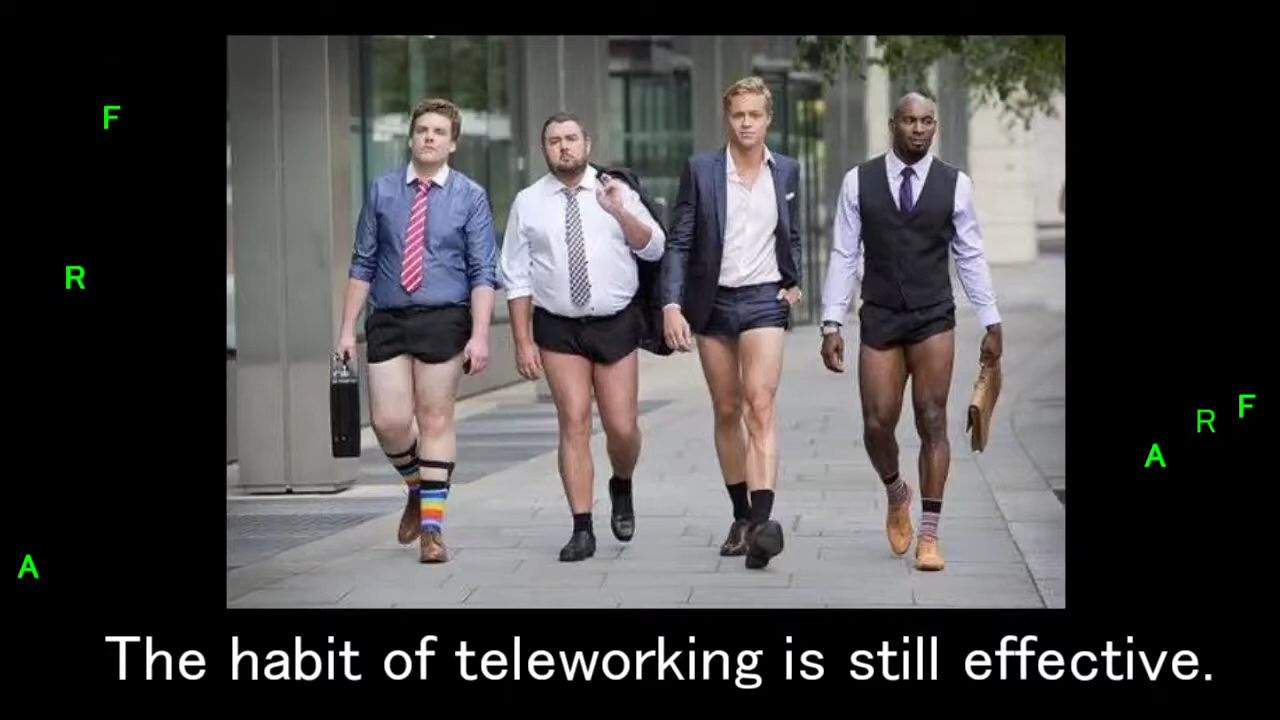 F
R
A
F
R
A
The habit of teleworking is still effective.